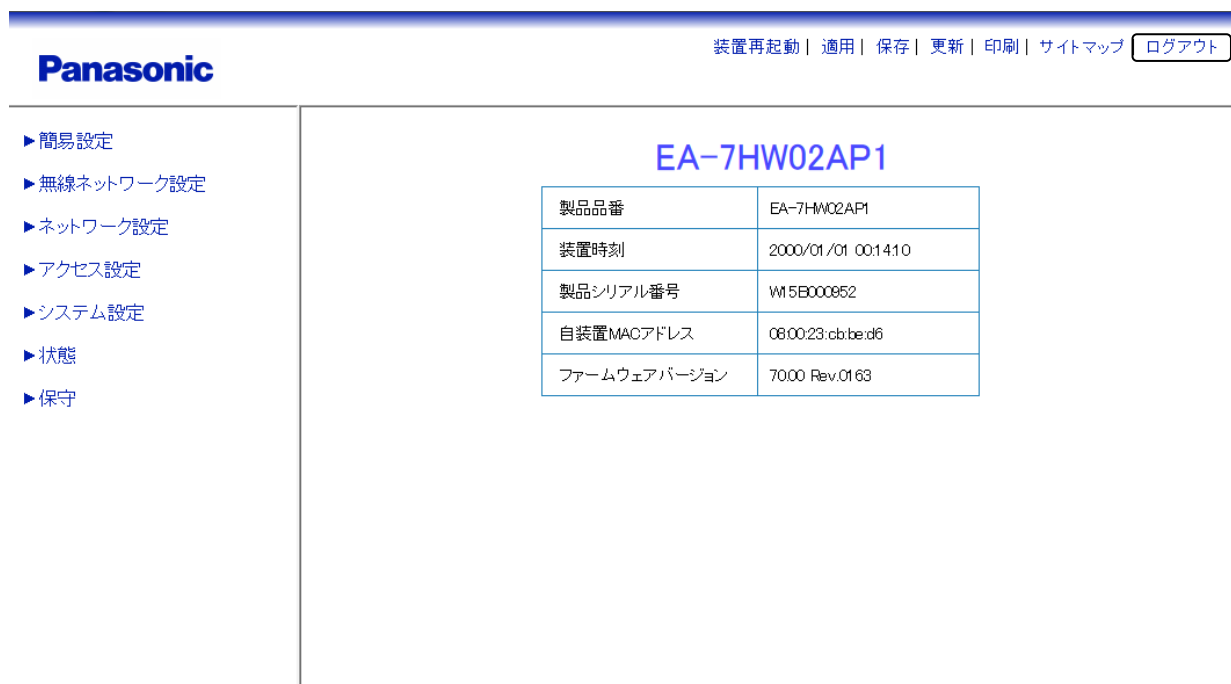 装置再起動| 適用| 保存| 更新| 印刷| サイトマップ ログアウト
Panasonic
►簡易設定
►無線ネットワーク設定
►ネットワーク設定
►アクセス設定
►システム設定
►状態
►保守
EA-7HW02AP1
製品品番 EA-7HW02AP1
装置時刻 2000/01/01 00:14:10
製品シリアル番号 W15B000952
自装置MACアドレス 08:00:23:cb:be:d6
ファームウェアバージョン 70.00 Rev.0163